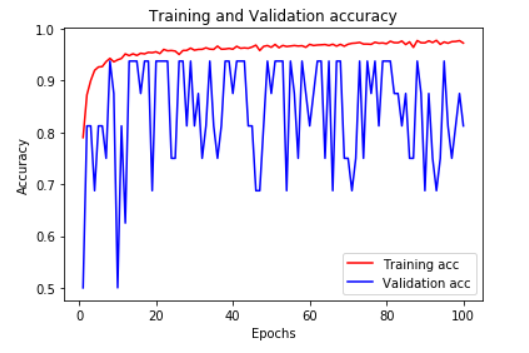 Training and Validation accuracy
1.0
0.9
0.8
0.7
0.6
0.5
Accuracy
0 20 40 60 80 100
Epochs
Training acc
Validation acc